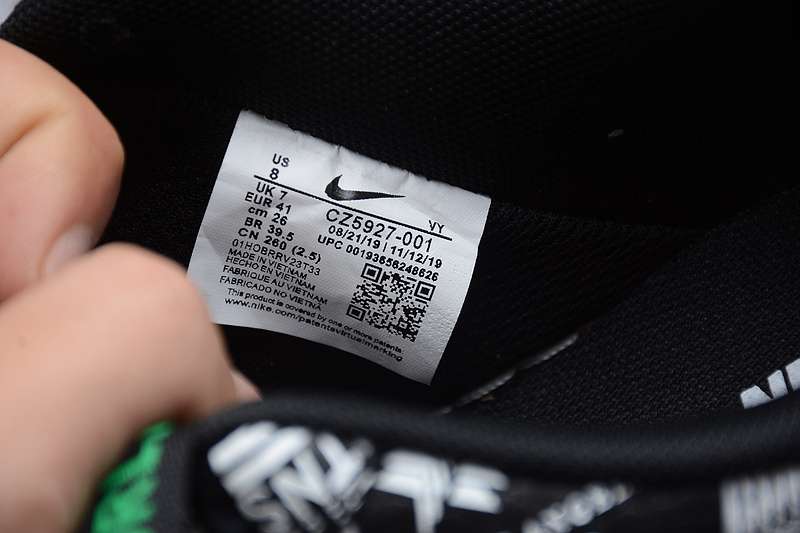 US
8
UK 7
EUR 41
cm 26
BR 39.5
CN 260 (2.5)
VY
CZ5927-001
08/21/19 | 11/12/19
UPC 00193656248626
01HOBRRV23T33
MADE IN VIETNAM
HECHO EN VIETNAM
FABRIQUE AU VIETNAM
FABRICADO NO VIETNA
This product is covered by one or more patents
www.nike.com/patentsvirtualmarking